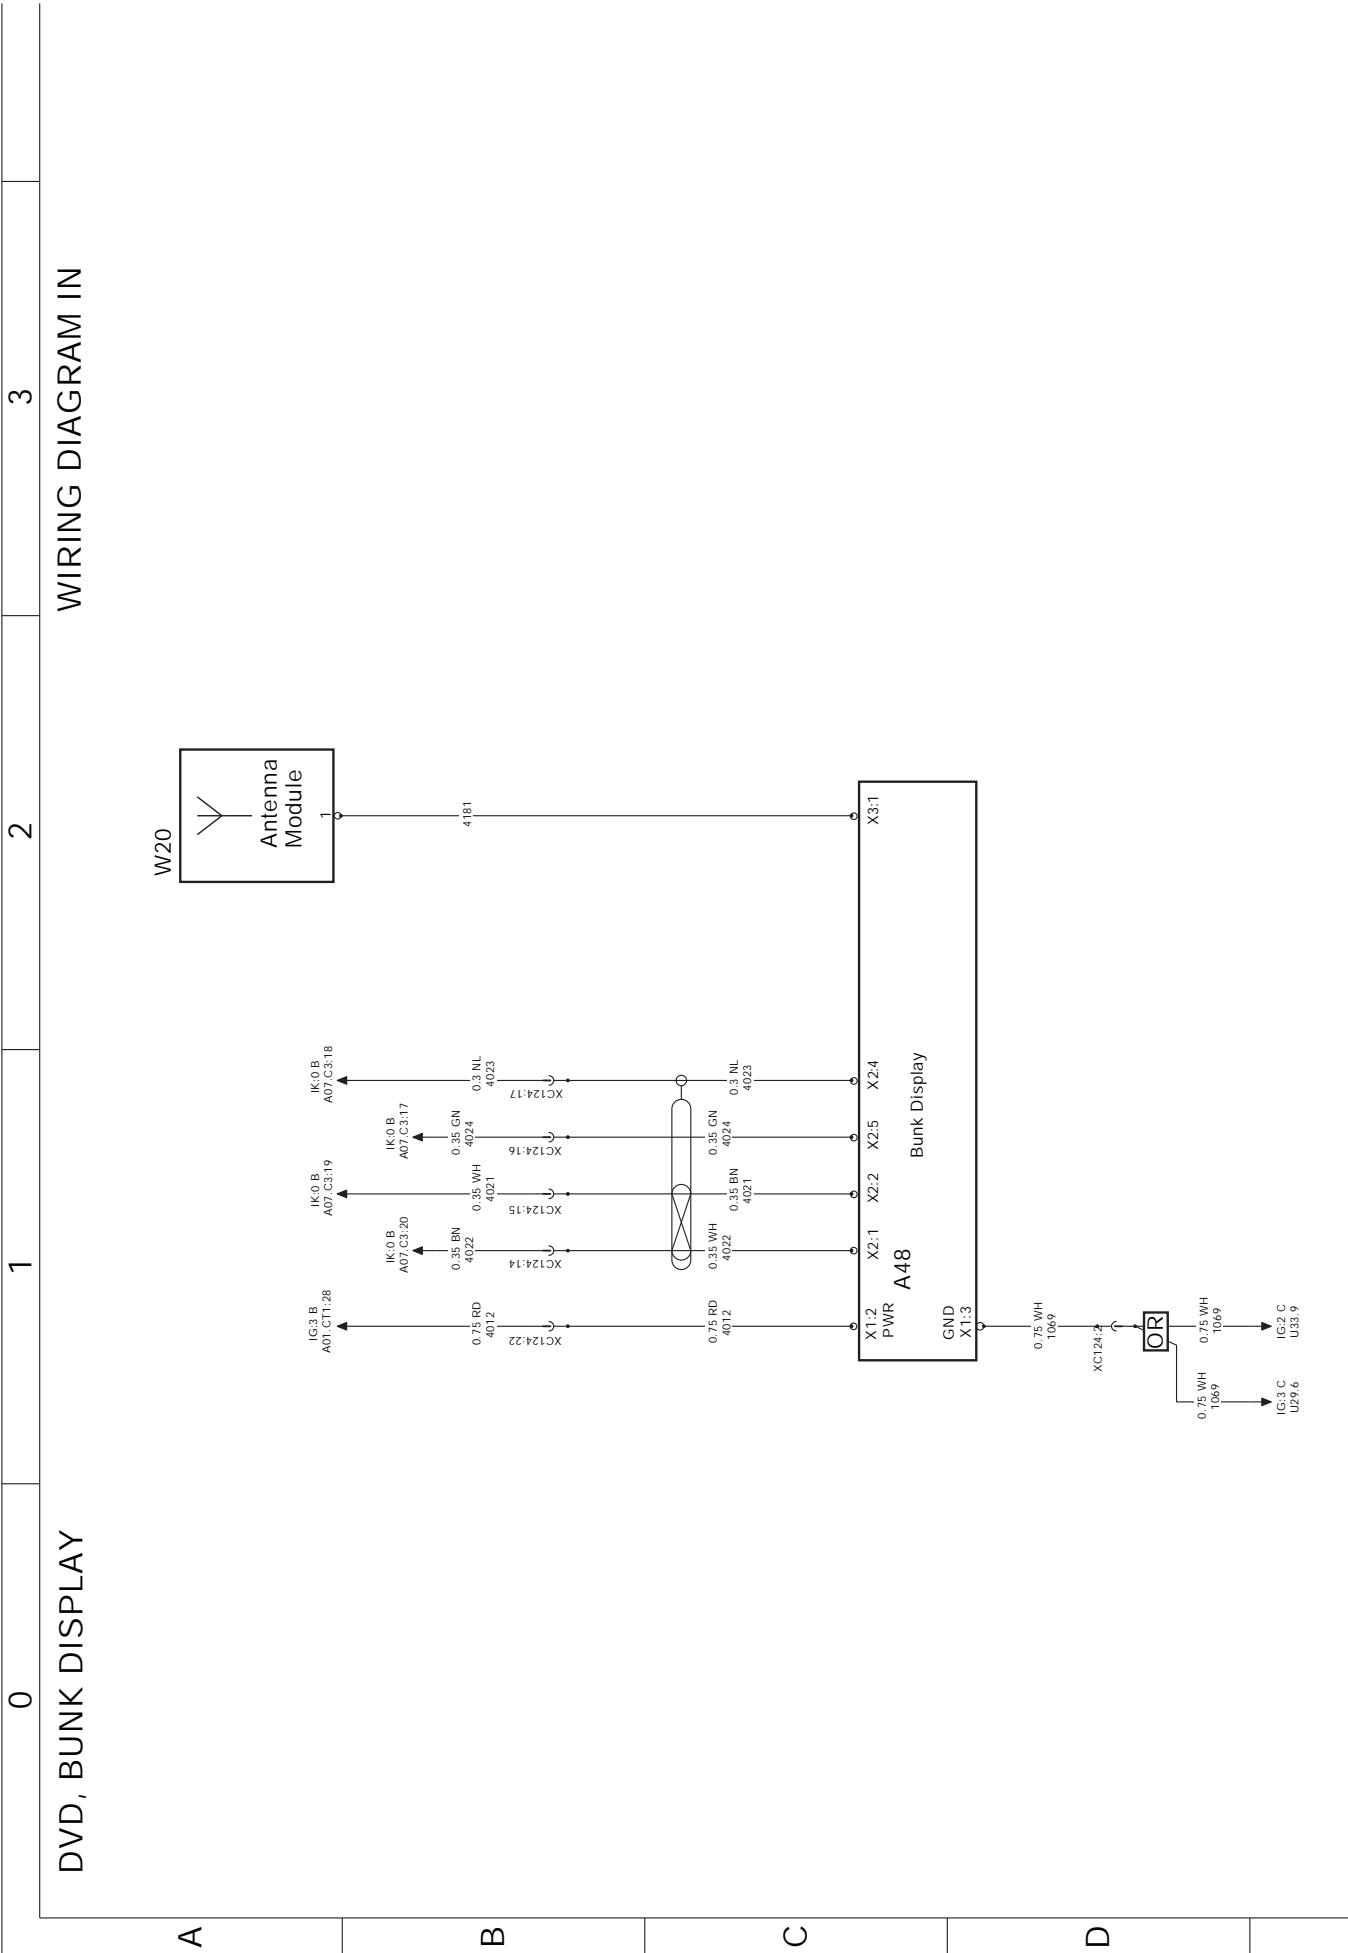 0
1
2
3
DVD, BUNK DISPLAY
WIRING DIAGRAM IN
A
B
C
D
W20
Antenna
Module
1
4181
IG:3 B
A01.CT1:28
IK:0 B
A07.C3:20
IK:0 B
A07.C3:19
IK:0 B
A07.C3:17
IK:0 B
A07.C3:18
0.75 RD
4012
0.35 BN
4022
0.35 WH
4021
0.35 GN
4024
0.3 NL
4023
XC124:22
XC124:14
XC124:15
XC124:16
XC124:17
0.75 RD
4012
0.35 WH
4022
0.35 BN
4021
0.35 GN
4024
0.3 NL
4023
X1:2
PWR
X2:1
X2:2
X2:5
X2:4
X3:1
A48
Bunk Display
GND
X1:3
0.75 WH
1069
XC124:2
OR
0.75 WH
1069
0.75 WH
1069
IG:3 C
U29.6
IG:2 C
U33.9